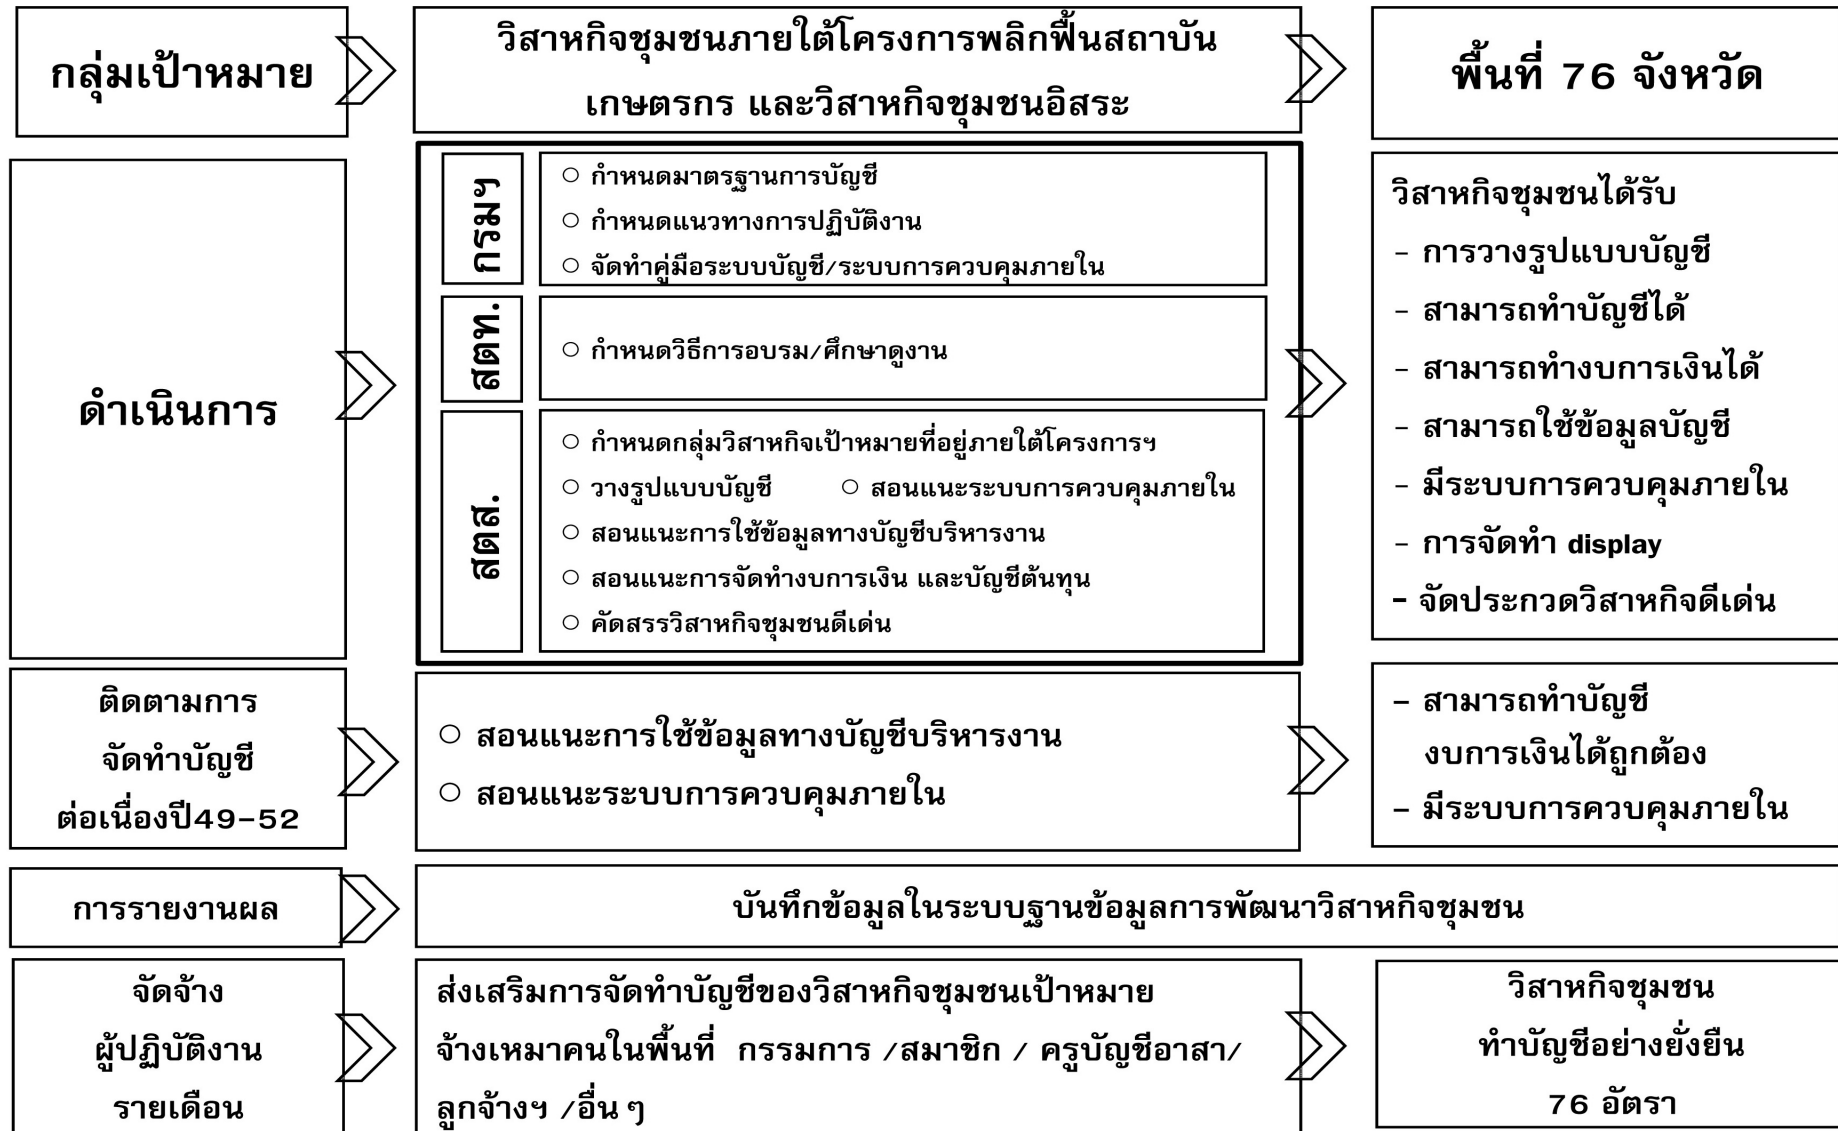 กลุ่มเป้าหมาย
วิสาหกิจชุมชนภายใต้โครงการพลิกฟื้นสถาบัน
เกษตรกร และวิสาหกิจชุมชนอิสระ
พื้นที่ 76 จังหวัด
ดำเนินการ
กรมฯ
○ กำหนดมาตรฐานการบัญชี
○ กำหนดแนวทางการปฏิบัติงาน
○ จัดทำคู่มือระบบบัญชี/ระบบการควบคุมภายใน
สตท.
○ กำหนดวิธีการอบรม/ศึกษาดูงาน
สตส.
○ กำหนดกลุ่มวิสาหกิจเป้าหมายที่อยู่ภายใต้โครงการฯ
○ วางรูปแบบบัญชี ○ สอนแนะระบบการควบคุมภายใน
○ สอนแนะการใช้ข้อมูลทางบัญชีบริหารงาน
○ สอนแนะการจัดทำงบการเงิน และบัญชีต้นทุน
○ คัดสรรวิสาหกิจชุมชนดีเด่น
วิสาหกิจชุมชนได้รับ
- การวางรูปแบบบัญชี
- สามารถทำบัญชีได้
- สามารถทำงบการเงินได้
- สามารถใช้ข้อมูลบัญชี
- มีระบบการควบคุมภายใน
- การจัดทำ display
- จัดประกวดวิสาหกิจดีเด่น
ติดตามการ
จัดทำบัญชี
ต่อเนื่องปี49-52
○ สอนแนะการใช้ข้อมูลทางบัญชีบริหารงาน
○ สอนแนะระบบการควบคุมภายใน
- สามารถทำบัญชี
งบการเงินได้ถูกต้อง
- มีระบบการควบคุมภายใน
การรายงานผล
บันทึกข้อมูลในระบบฐานข้อมูลการพัฒนาวิสาหกิจชุมชน
จัดจ้าง
ผู้ปฏิบัติงาน
รายเดือน
ส่งเสริมการจัดทำบัญชีของวิสาหกิจชุมชนเป้าหมาย
จ้างเหมาคนในพื้นที่ กรรมการ /สมาชิก / ครูบัญชีอาสา/
ลูกจ้างฯ /อื่น ๆ
วิสาหกิจชุมชน
ทำบัญชีอย่างยั่งยืน
76 อัตรา